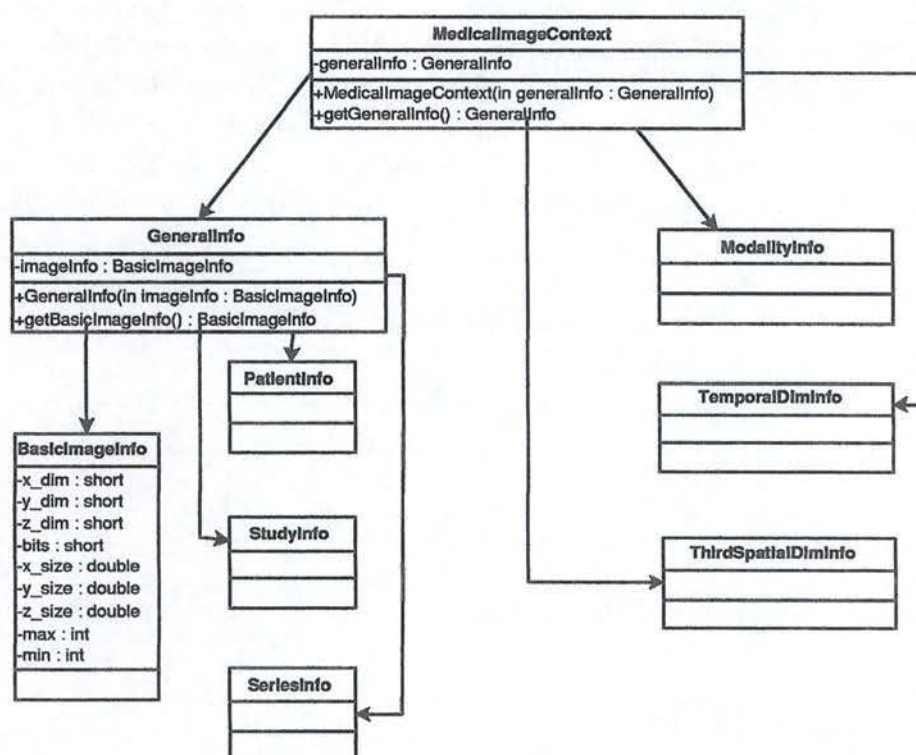 MedicalImageContext
-generalInfo : GeneralInfo
+MedicalImageContext(in generalInfo : GeneralInfo)
+getGeneralInfo() : GeneralInfo
GeneralInfo
-imageInfo : BasicImageInfo
+GeneralInfo(in imageInfo : BasicImageInfo)
+getBasicImageInfo() : BasicImageInfo
ModalityInfo
PatientInfo
TemporalDimInfo
BasicImageInfo
-x_dim : short
-y_dim : short
-z_dim : short
-bits : short
-x_size : double
-y_size : double
-z_size : double
-max : int
-min : int
StudyInfo
ThirdSpatialDimInfo
SeriesInfo